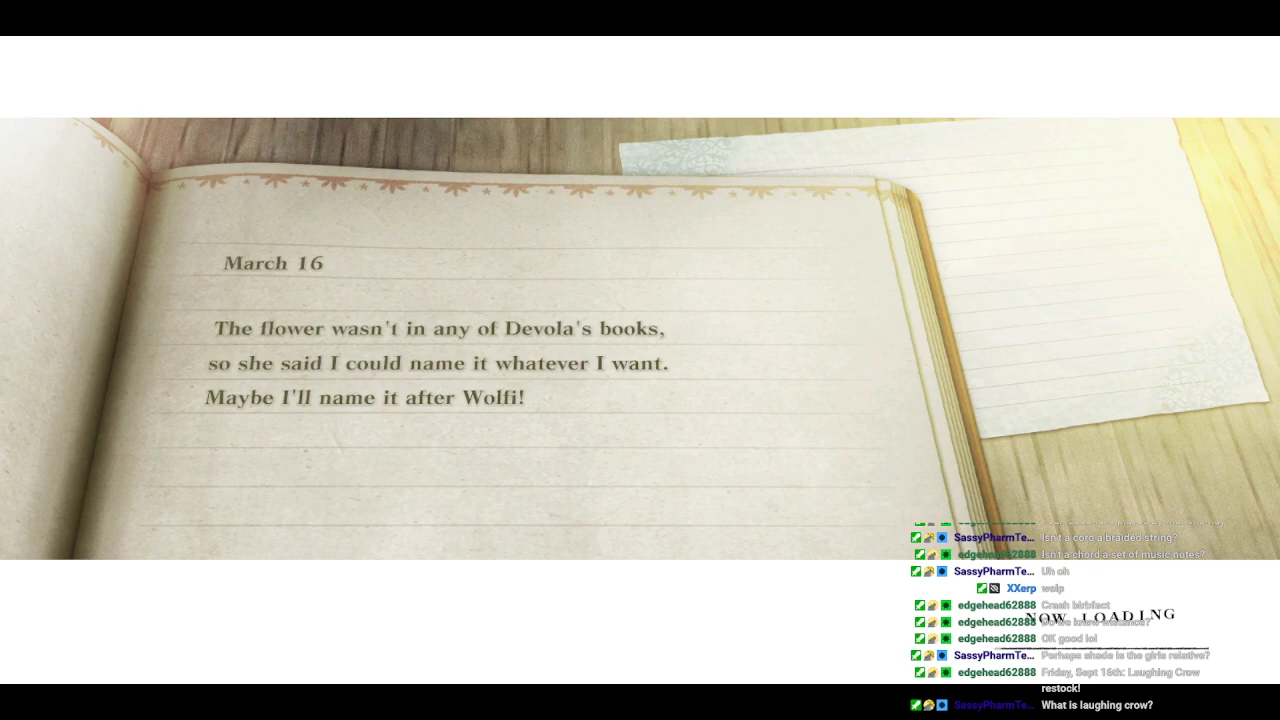 March 16
The flower wasn't in any of Devola's books,
so she said I could name it whatever I want.
Maybe I'll name it after Wolfi!
SassyPharmTe... Isn't a cord a braided string?
edgehead62888 Isn't a chord a set of music notes?
SassyPharmTe... Uh oh
XXerp welp
edgehead62888 Crash birbfact
edgehead62888
NOW LOADING
edgehead62888 OK good lol
SassyPharmTe... Perhaps shade is the girls relative?
edgehead62888 Friday, Sept 16th: Laughing Crow
restock!
SassyPharmTe... What is laughing crow?